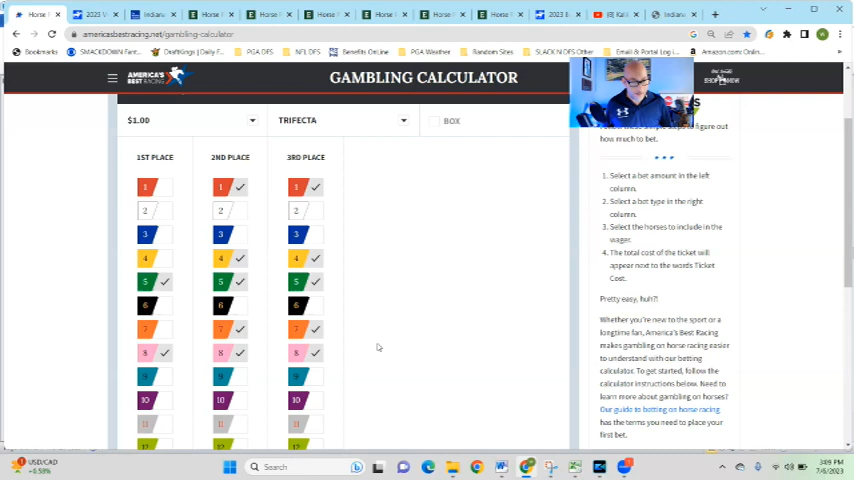 2023 V
Indiana
Horse F
Horse F
Horse F
Horse F
Horse F
Horse F
2023 B
Indiana
americasbestracing.net/gambling-calculator
Bookmarks
SMACKDOWN Fant...
DraftKings | Daily F...
PGA DFS
NFL DFS
Benefits Online
PGA Weather
Random Sites
SLACK N DFS
Other
Email & Portal Log i...
Amazon.com: Onlin...
AMERICA'S
BEST RACING
GAMBLING CALCULATOR
$1.00
TRIFECTA
BOX
1ST PLACE
2ND PLACE
3RD PLACE
1 1 1
2 2 2
3 3 3
4 4 4
5 5 5
6 6 6
7 7 7
8 8 8
9 9 9
10 10 10
11 11 11
12 12 12
Follow these simple steps to figure out
how much to bet.
1. Select a bet amount in the left
column.
2. Select a bet type in the right
column.
3. Select the horses to include in the
wager.
4. The total cost of the ticket will
appear next to the words Ticket
Cost.
Pretty easy, huh?!
Whether you're new to the sport or a
longtime fan, America's Best Racing
makes gambling on horse racing easier
to understand with our betting
calculator. To get started, follow the
calculator instructions below. Need to
learn more about gambling on horses?
Our guide to betting on horse racing
has the terms you need to place your
first bet.
USD/CAD
+0.59%
Search
3:09 PM
7/6/2023